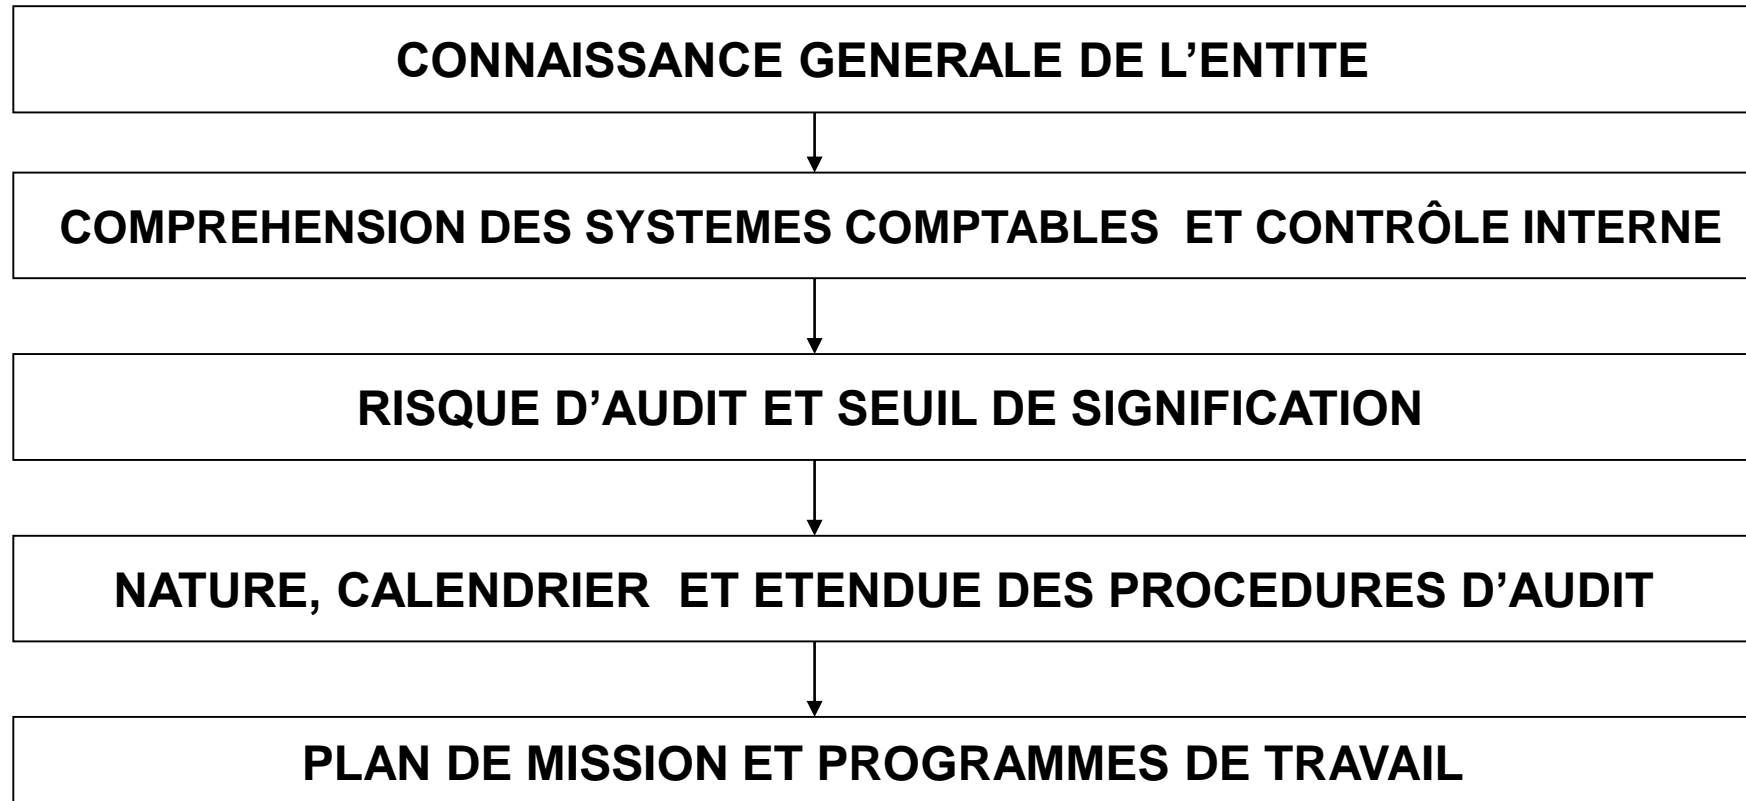 CONNAISSANCE GENERALE DE L’ENTITE
COMPREHENSION DES SYSTEMES COMPTABLES  ET CONTRÔLE INTERNE
RISQUE D’AUDIT ET SEUIL DE SIGNIFICATION
NATURE, CALENDRIER  ET ETENDUE DES PROCEDURES D’AUDIT
PLAN DE MISSION ET PROGRAMMES DE TRAVAIL